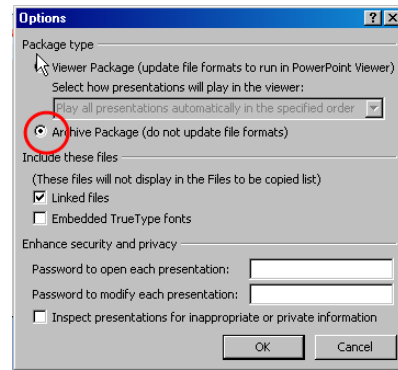 Options
Package type
Viewer Package (update file formats to run in PowerPoint Viewer)
Select how presentations will play in the viewer:
Play all presentations automatically in the specified order
Archive Package (do not update file formats)
Include these files
(These files will not display in the Files to be copied list)
Linked files
Embedded TrueType fonts
Enhance security and privacy
Password to open each presentation:
Password to modify each presentation:
Inspect presentations for inappropriate or private information
OK Cancel